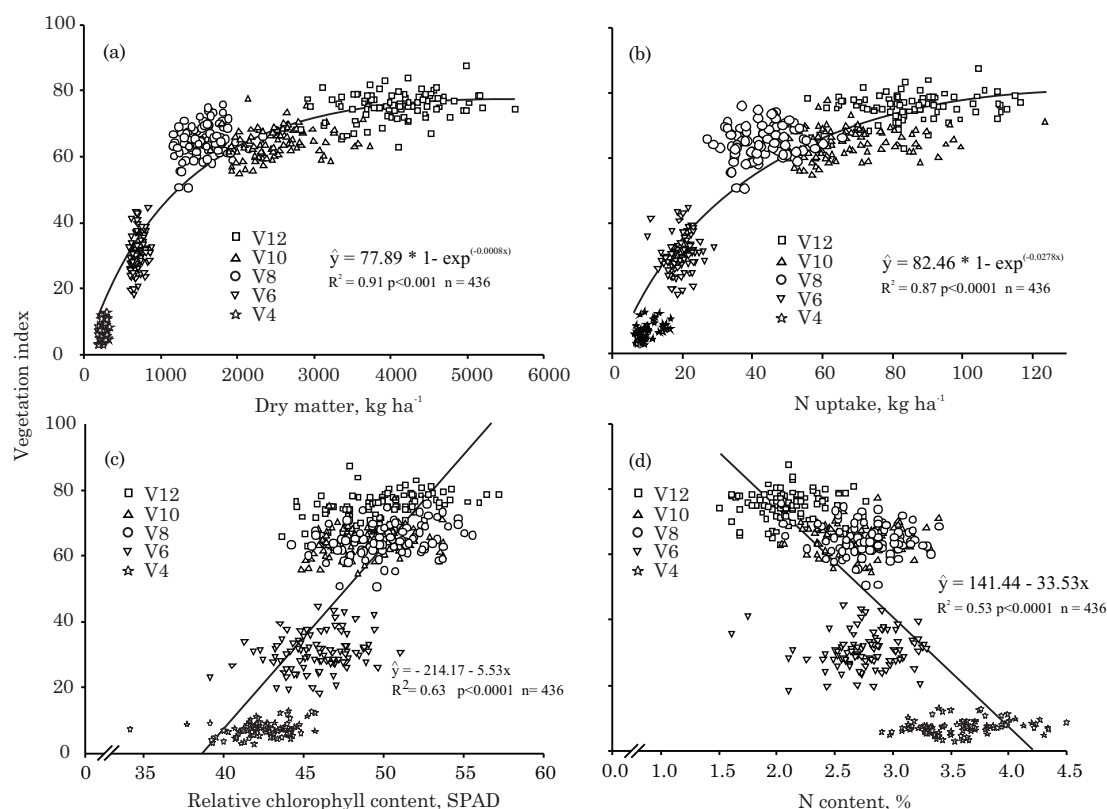 Vegetation index
100
80
60
40
20
0
(a)
V12
V10
V8
V6
V4
ŷ = 77.89 * 1- exp(-0.0008x)
R² = 0.91 p<0.001 n = 436
0 1000 2000 3000 4000 5000 6000
Dry matter, kg ha⁻¹
(b)
V12
V10
V8
V6
V4
ŷ = 82.46 * 1- exp(-0.0278x)
R² = 0.87 p<0.0001 n = 436
0 20 40 60 80 100 120
N uptake, kg ha⁻¹
100
80
60
40
20
0
(c)
V12
V10
V8
V6
V4
ŷ = - 214.17 - 5.53x
R² = 0.63 p<0.0001 n= 436
0 35 40 45 50 55 60
Relative chlorophyll content, SPAD
(d)
V12
V10
V8
V6
V4
ŷ = 141.44 - 33.53x
R² = 0.53 p<0.0001 n = 436
0.0 1.0 1.5 2.0 2.5 3.0 3.5 4.0 4.5
N content, %